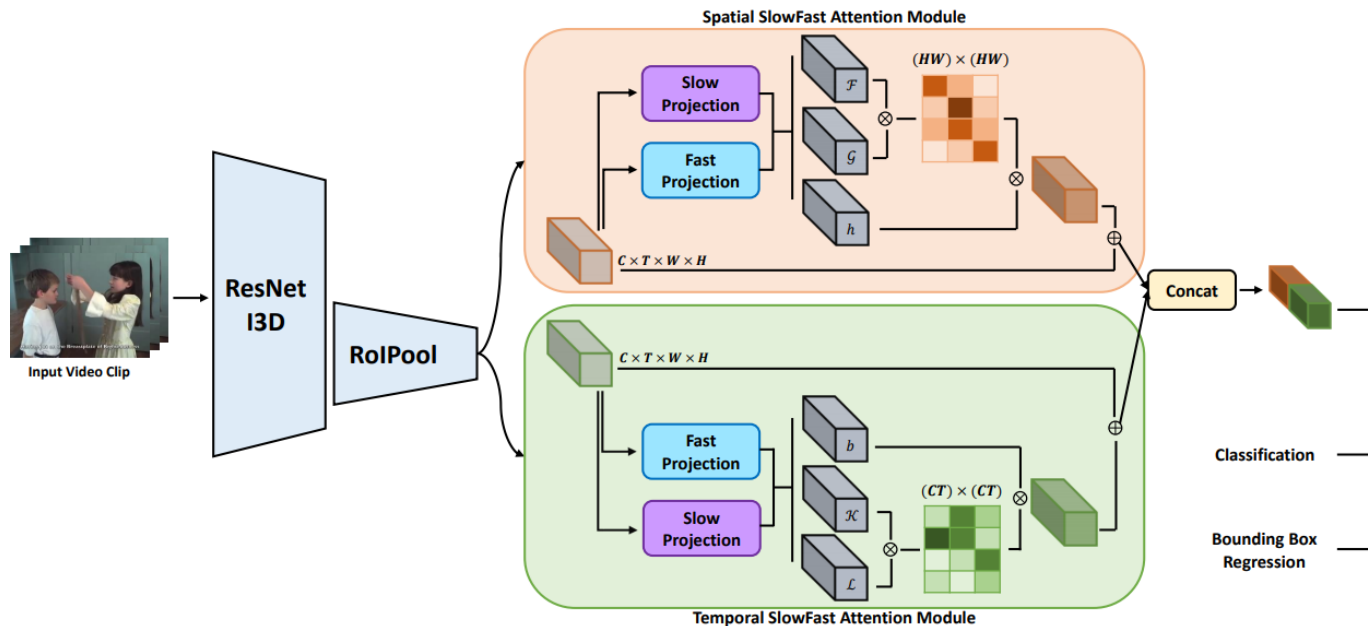 Spatial SlowFast Attention Module
(HW) × (HW)
Slow
Projection
ℱ
⊗
Fast
Projection
𝒢
⊗
h
C × T × W × H
⊕
ResNet
I3D
RoIPool
Input Video Clip
Concat
C × T × W × H
⊕
Fast
Projection
b
(CT) × (CT)
⊗
Slow
Projection
𝒦
⊗
ℒ
Classification
Bounding Box
Regression
Temporal SlowFast Attention Module